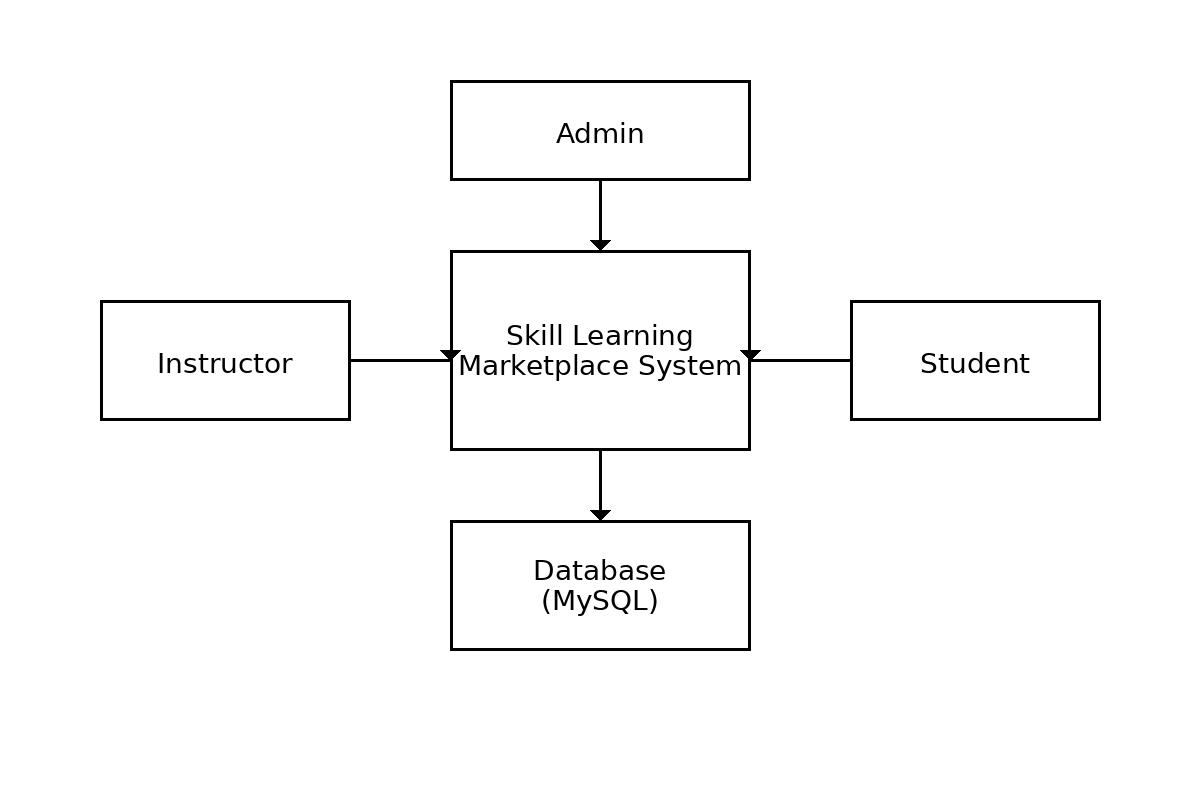 Admin
Instructor
Skill Learning
Marketplace System
Student
Database
(MySQL)